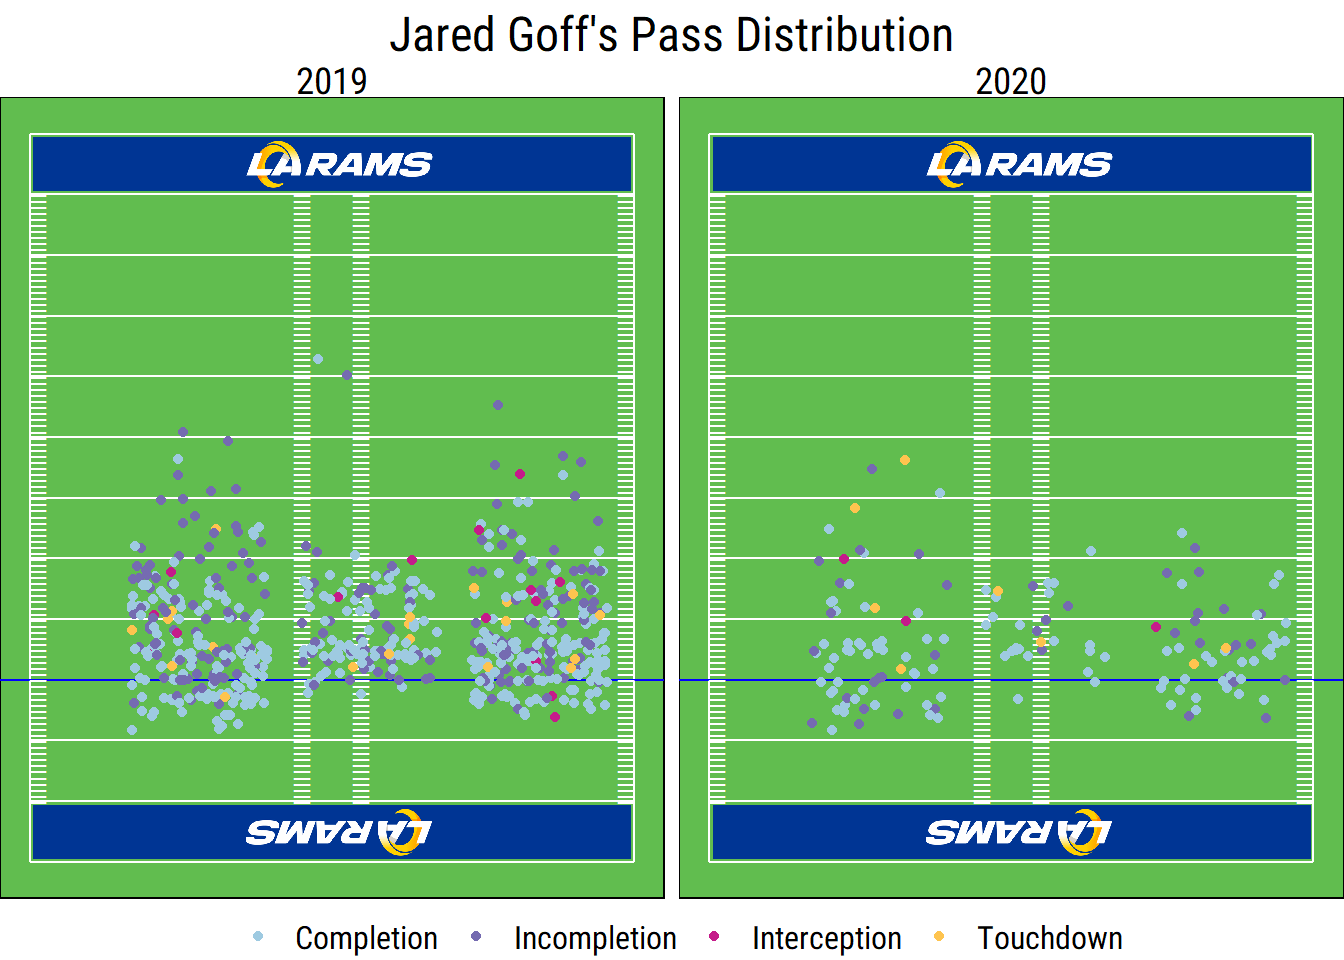 Jared Goff's Pass Distribution
2019
2020
LA RAMS
LA RAMS
LA RAMS
LA RAMS
Completion
Incompletion
Interception
Touchdown